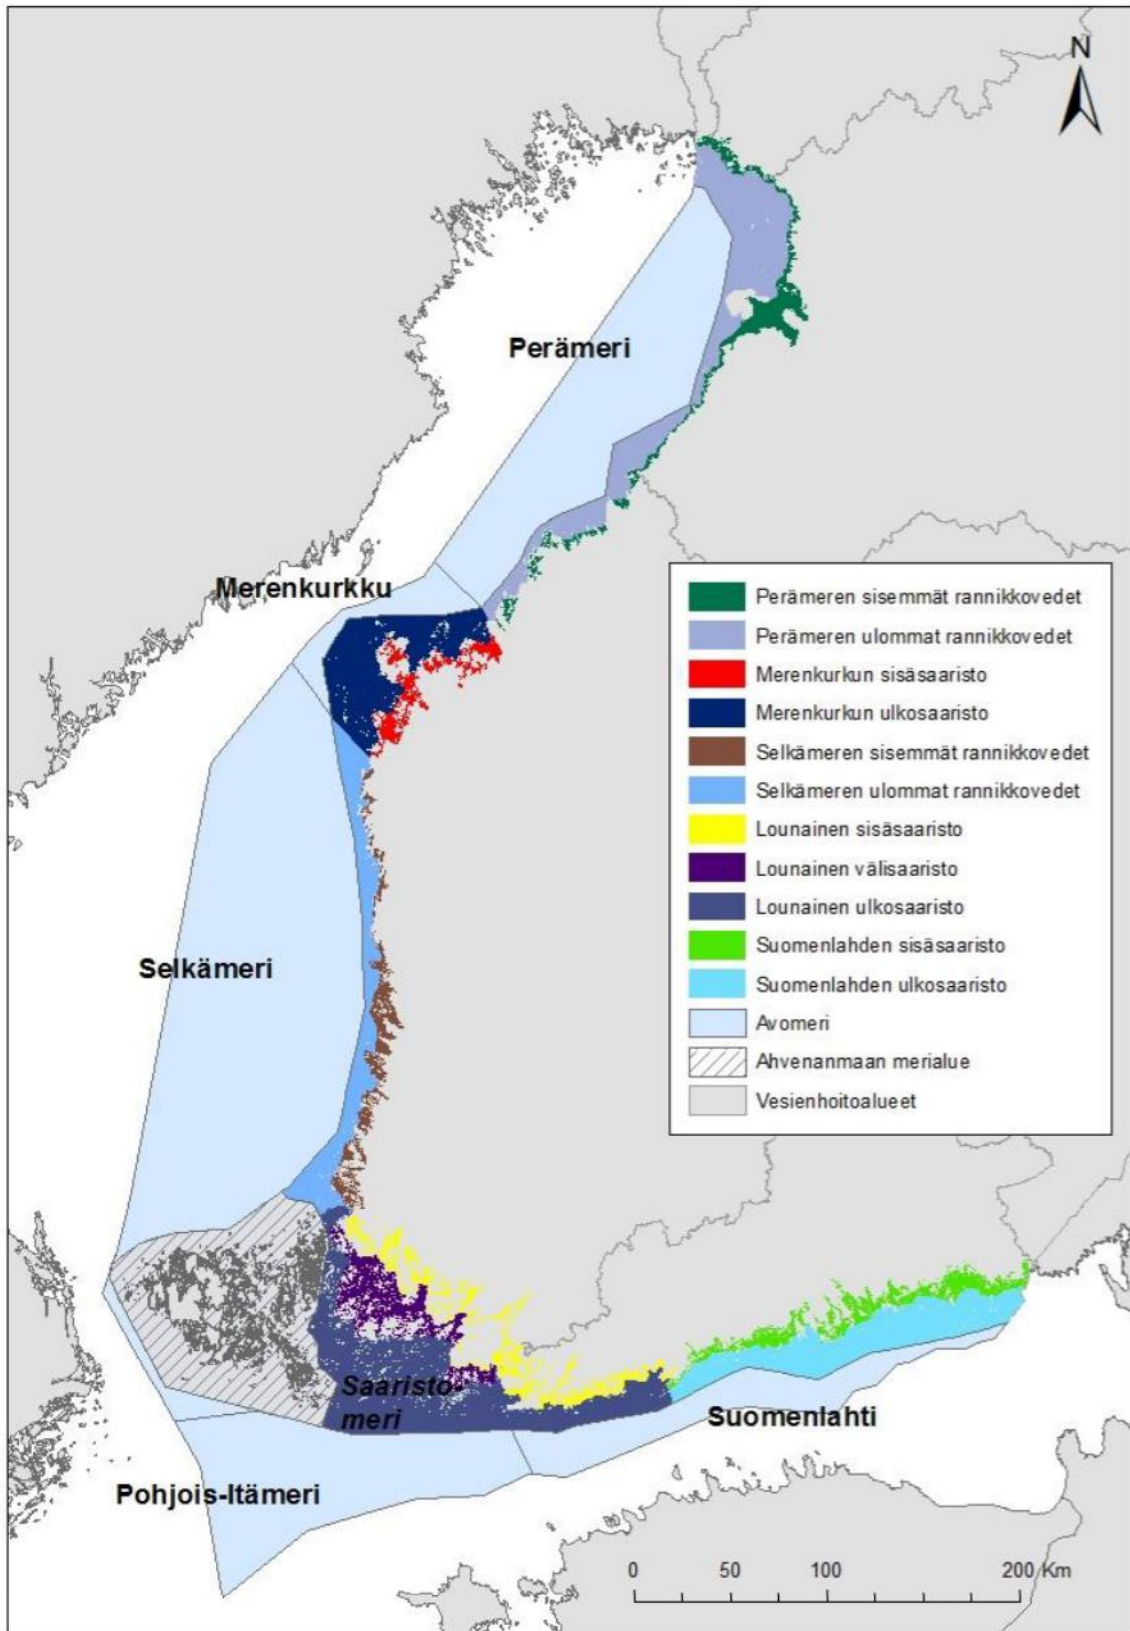 N
Perämeri
Merenkurkku
Perämeren sisemmät rannikkovedet
Perämeren ulommat rannikkovedet
Merenkurkun sisäsaaristo
Merenkurkun ulkosaaristo
Selkämeren sisemmät rannikkovedet
Selkämeren ulommat rannikkovedet
Lounainen sisäsaaristo
Lounainen välisaaristo
Lounainen ulkosaaristo
Suomenlahden sisäsaaristo
Suomenlahden ulkosaaristo
Avomeri
Ahvenanmaan merialue
Vesienhoitoalueet
Selkämeri
Saaristo-
meri
Suomenlahti
Pohjois-Itämeri
0 50 100 200 Km